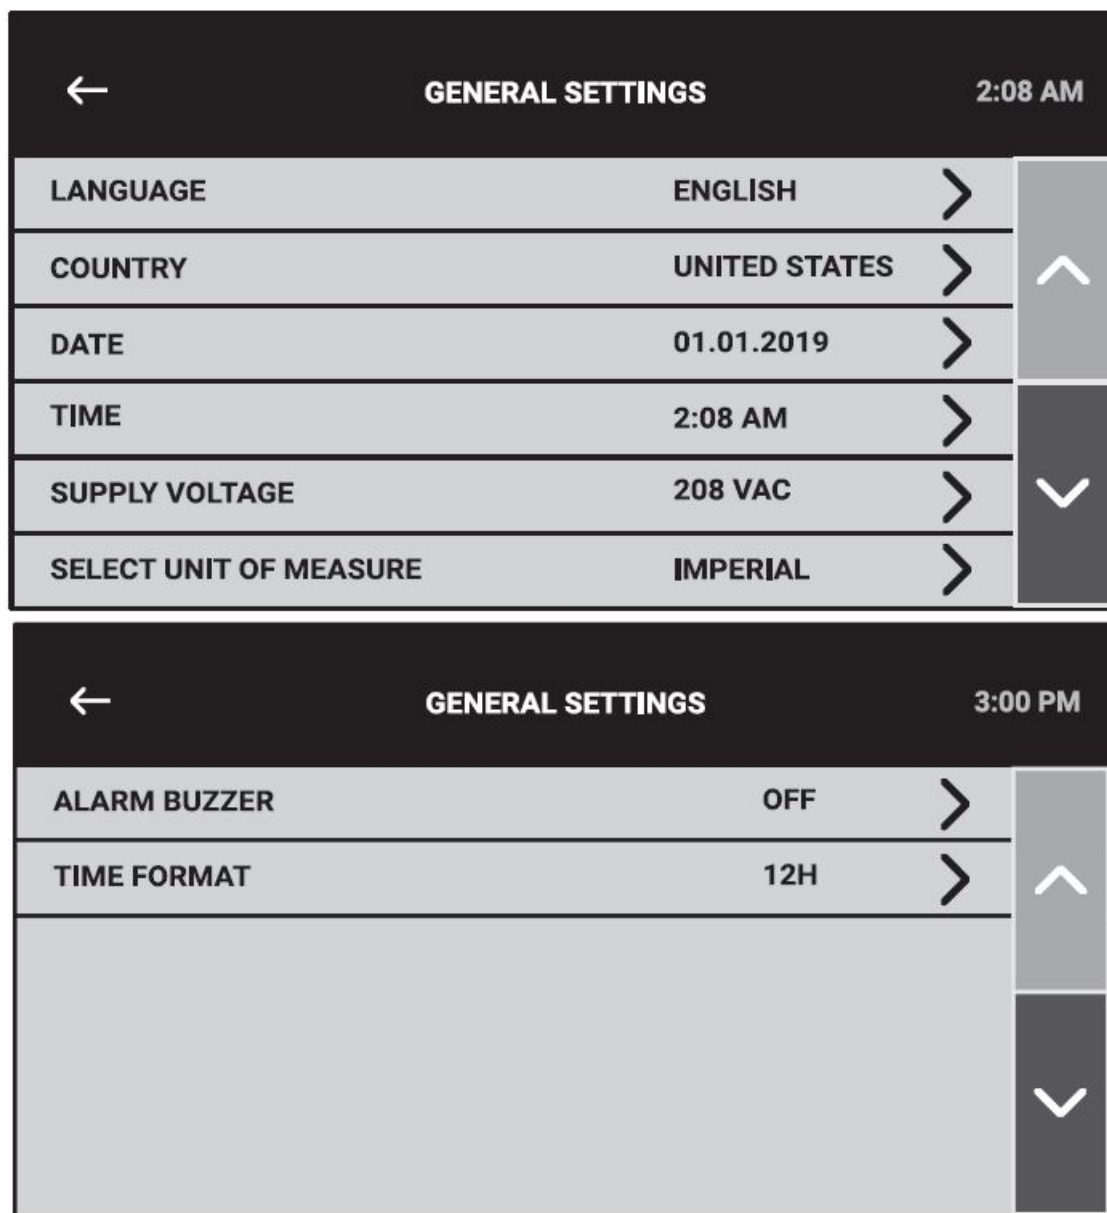 GENERAL SETTINGS 2:08 AM
LANGUAGE ENGLISH
COUNTRY UNITED STATES
DATE 01.01.2019
TIME 2:08 AM
SUPPLY VOLTAGE 208 VAC
SELECT UNIT OF MEASURE IMPERIAL
GENERAL SETTINGS 3:00 PM
ALARM BUZZER OFF
TIME FORMAT 12H